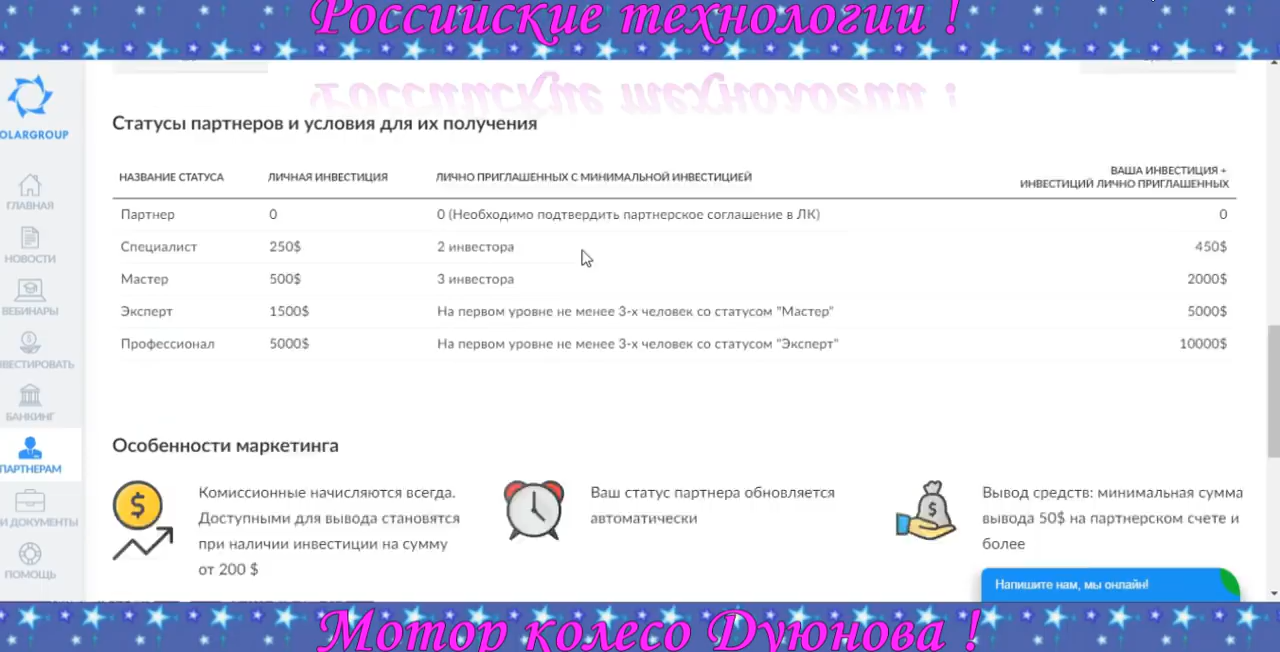 Российские технологии !
OLARGROUP
Статусы партнеров и условия для их получения
НАЗВАНИЕ СТАТУСА ЛИЧНАЯ ИНВЕСТИЦИЯ ЛИЧНО ПРИГЛАШЕННЫХ С МИНИМАЛЬНОЙ ИНВЕСТИЦИЕЙ ВАША ИНВЕСТИЦИЯ +
ИНВЕСТИЦИЙ ЛИЧНО ПРИГЛАШЕННЫХ
Партнер 0 0 (Необходимо подтвердить партнерское соглашение в ЛК) 0
Специалист 250$ 2 инвестора 450$
Мастер 500$ 3 инвестора 2000$
Эксперт 1500$ На первом уровне не менее 3-х человек со статусом "Мастер" 5000$
Профессионал 5000$ На первом уровне не менее 3-х человек со статусом "Эксперт" 10000$
ГЛАВНАЯ
НОВОСТИ
ВЕБИНАРЫ
НВЕСТИРОВАТЬ
БАНКИНГ
ПАРТНЕРАМ
И ДОКУМЕНТЫ
ПОМОЩЬ
Особенности маркетинга
Комиссионные начисляются всегда.
Доступными для вывода становятся
при наличии инвестиции на сумму
от 200 $
Ваш статус партнера обновляется
автоматически
Вывод средств: минимальная сумма
вывода 50$ на партнерском счете и
более
Напишите нам, мы онлайн!
Мотор колесо Дуюнова !